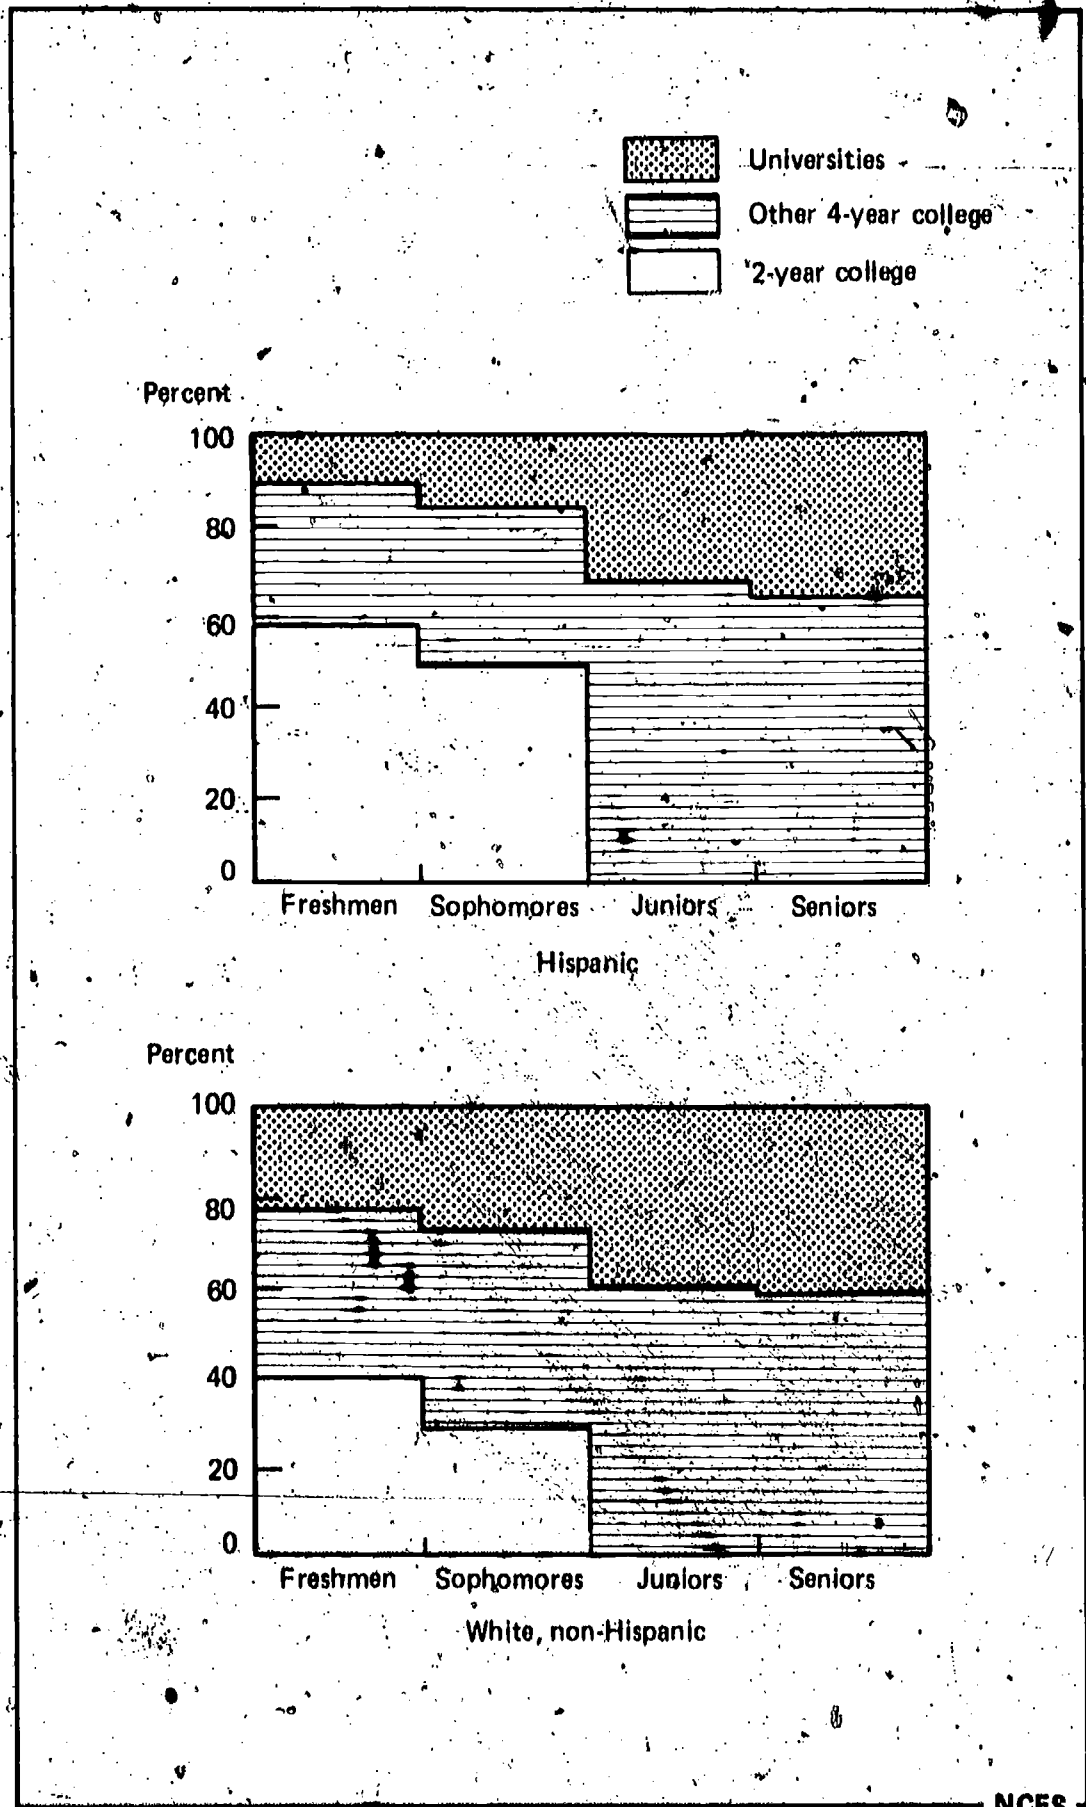 Universities
Other 4-year college
2-year college
Percent
100
80
60
40
20
0
Freshmen Sophomores Juniors Seniors
Hispanic
Percent
100
80
60
40
20
0
Freshmen Sophomores Juniors Seniors
White, non-Hispanic
NCES